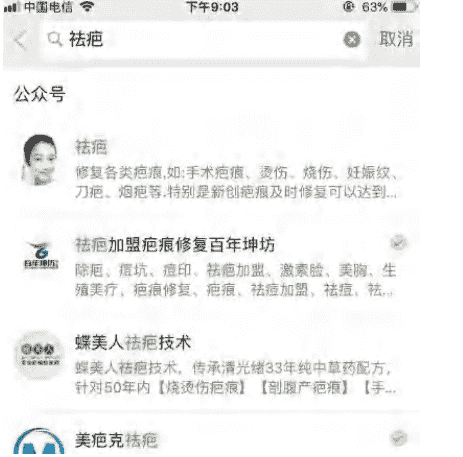 中国电信 下午9:03 63%
祛疤 取消
公众号
祛疤
修复各类疤痕,如:手术疤痕、烫伤、烧伤、妊娠纹、
刀疤、烟疤等.特别是新创疤痕及时修复可以达到...
祛疤加盟疤痕修复百年坤坊
百年坤坊
除疤、痘坑、痘印、祛疤加盟、激素脸、美胸、生
殖美疗，疤痕修复、疤痕、祛痘加盟、祛痘、祛...
蝶美人祛疤技术
蝶美人祛疤技术，传承清光绪33年纯中草药配方，
针对50年内【烧烫伤疤痕】【剖腹产疤痕】【手...
美疤克祛疤